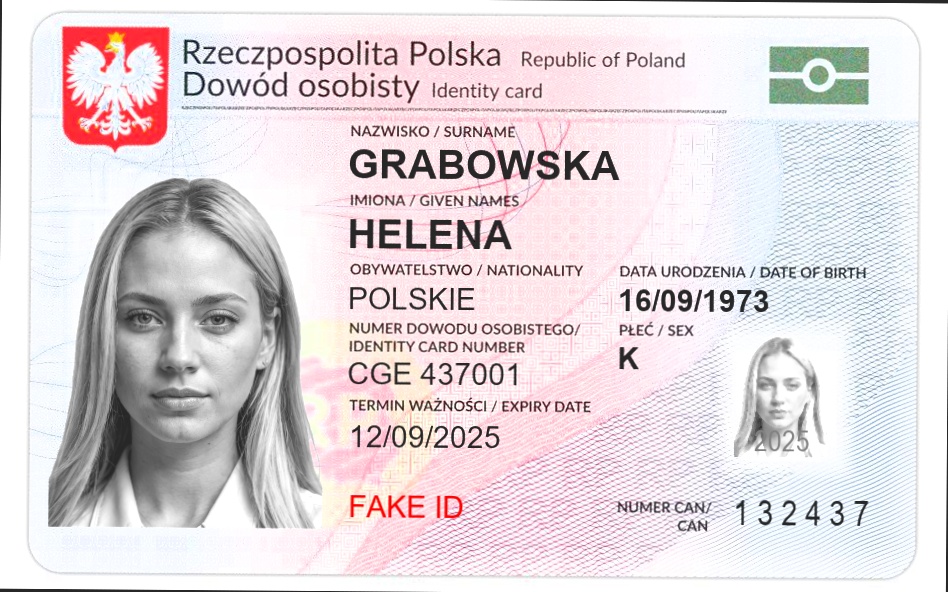 Rzeczpospolita Polska Republic of Poland
Dowód osobisty Identity card
NAZWISKO / SURNAME
GRABOWSKA
IMIONA / GIVEN NAMES
HELENA
OBYWATELSTWO / NATIONALITY
POLSKIE
DATA URODZENIA / DATE OF BIRTH
16/09/1973
NUMER DOWODU OSOBISTEGO/
IDENTITY CARD NUMBER
CGE 437001
PŁEĆ / SEX
K
TERMIN WAŻNOŚCI / EXPIRY DATE
12/09/2025
2025
FAKE ID
NUMER CAN/
CAN
132437